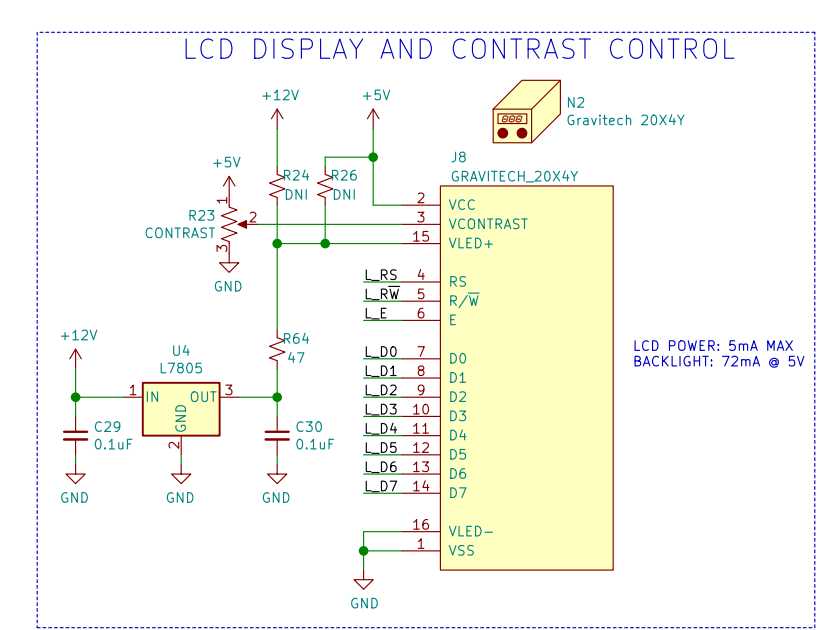 LCD DISPLAY AND CONTRAST CONTROL
+12V
+5V
N2
Gravitech 20X4Y
888
J8
GRAVITECH_20X4Y
+5V
R24
DNI
R26
DNI
1
R23
CONTRAST
2
3
GND
2 VCC
3 VCONTRAST
15 VLED+
L_RS 4 RS
L_RW̅ 5 R/W̅
L_E 6 E
R64
47
LCD POWER: 5mA MAX
BACKLIGHT: 72mA @ 5V
+12V
U4
L7805
L_D0 7 D0
L_D1 8 D1
L_D2 9 D2
L_D3 10 D3
L_D4 11 D4
L_D5 12 D5
L_D6 13 D6
L_D7 14 D7
1 IN
OUT 3
GND
2
C29
0.1uF
C30
0.1uF
GND
GND
GND
16 VLED-
1 VSS
GND